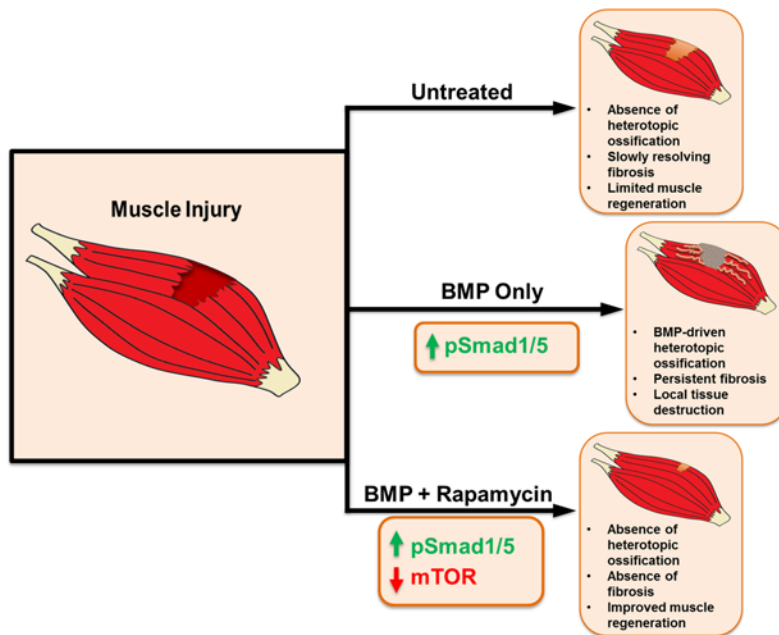 Muscle Injury
Untreated
• Absence of
heterotopic
ossification
• Slowly resolving
fibrosis
• Limited muscle
regeneration
BMP Only
pSmad1/5
• BMP-driven
heterotopic
ossification
• Persistent fibrosis
• Local tissue
destruction
BMP + Rapamycin
pSmad1/5
mTOR
• Absence of
heterotopic
ossification
• Absence of
fibrosis
• Improved muscle
regeneration